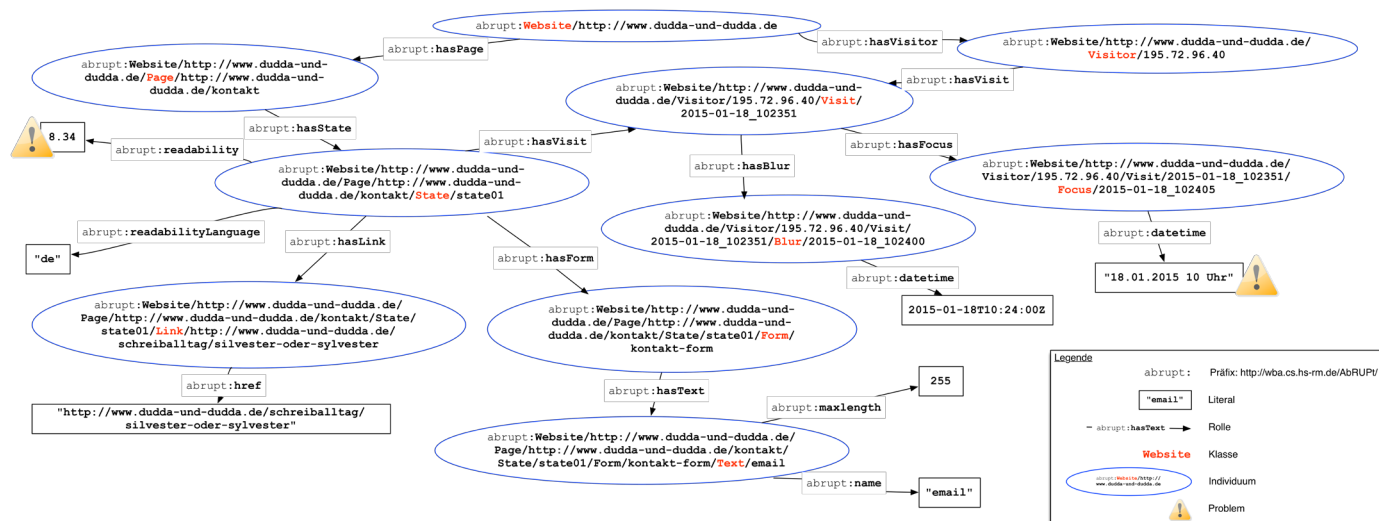 abrupt:Website/http://www.dudda-und-dudda.de
abrupt:hasPage
abrupt:hasVisitor
abrupt:Website/http://www.dudda-und-dudda.de/
Visitor/195.72.96.40
abrupt:Website/http://www.dudda-und-
dudda.de/Page/http://www.dudda-und-
dudda.de/kontakt
abrupt:hasVisit
abrupt:Website/http://www.dudda-und-
dudda.de/Visitor/195.72.96.40/Visit/
2015-01-18_102351
abrupt:hasState
8.34
abrupt:readability
abrupt:hasVisit
abrupt:hasFocus
abrupt:hasBlur
abrupt:Website/http://www.dudda-und-
dudda.de/Page/http://www.dudda-und-
dudda.de/kontakt/State/state01
abrupt:Website/http://www.dudda-und-dudda.de/
Visitor/195.72.96.40/Visit/2015-01-18_102351/
Focus/2015-01-18_102405
abrupt:Website/http://www.dudda-und-
dudda.de/Visitor/195.72.96.40/Visit/
2015-01-18_102351/Blur/2015-01-18_102400
abrupt:readabilityLanguage
abrupt:hasLink
abrupt:hasForm
abrupt:datetime
"de"
abrupt:datetime
"18.01.2015 10 Uhr"
2015-01-18T10:24:00Z
abrupt:Website/http://www.dudda-und-dudda.de/
Page/http://www.dudda-und-dudda.de/kontakt/State/
state01/Link/http://www.dudda-und-dudda.de/
schreiballtag/silvester-oder-sylvester
abrupt:Website/http://www.dudda-und-
dudda.de/Page/http://www.dudda-und-
dudda.de/kontakt/State/state01/Form/
kontakt-form
abrupt:href
"http://www.dudda-und-dudda.de/schreiballtag/
silvester-oder-sylvester"
abrupt:hasText
abrupt:maxlength
255
abrupt:Website/http://www.dudda-und-dudda.de/
Page/http://www.dudda-und-dudda.de/kontakt/
State/state01/Form/kontakt-form/Text/email
abrupt:name
"email"
Legende
abrupt: Präfix: http://wba.cs.hs-rm.de/AbRUPt/
"email" Literal
abrupt:hasText Rolle
Website Klasse
abrupt:Website/http://
www.dudda-und-dudda.de
Individuum
Problem